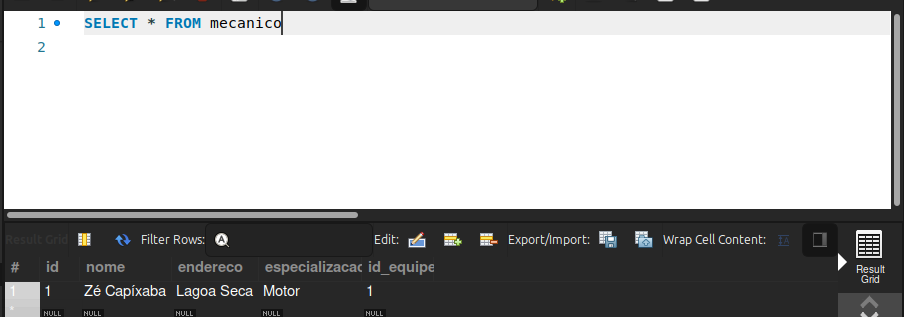 1 SELECT * FROM mecanico
2
Result Grid Filter Rows: Edit: Export/Import: Wrap Cell Content:
# id nome endereco especializacac id_equipe
1 1 Zé Capíxaba Lagoa Seca Motor 1
* NULL NULL NULL NULL NULL
Result
Grid